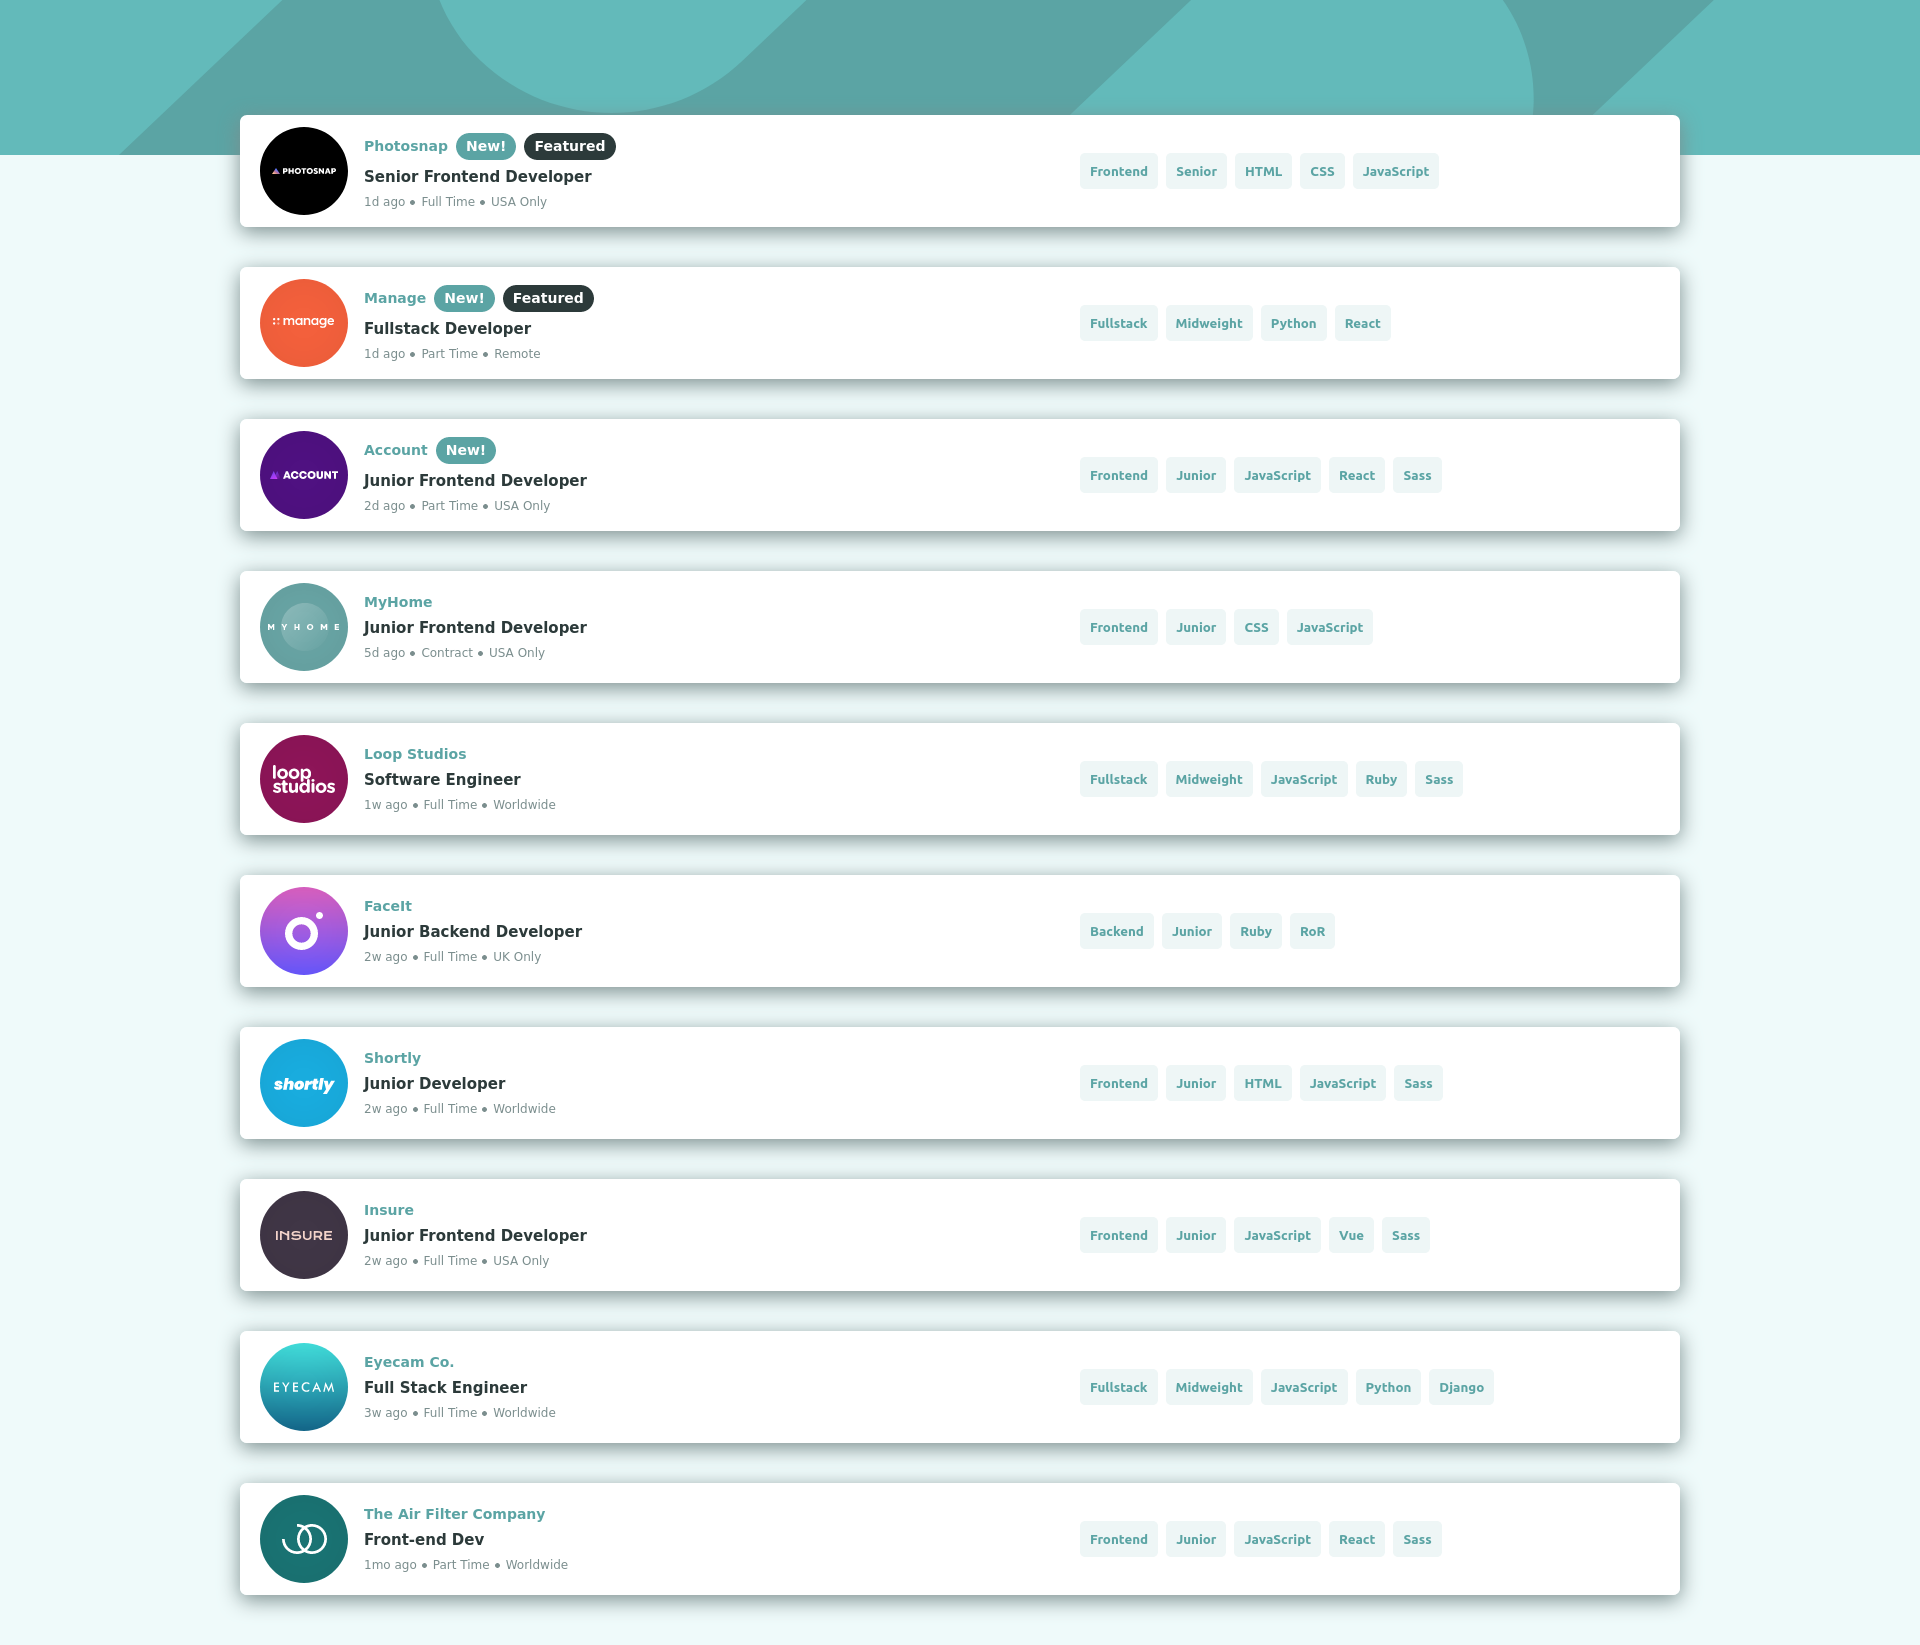 PHOTOSNAP
Photosnap New! Featured
Senior Frontend Developer
1d ago • Full Time • USA Only
Frontend Senior HTML CSS JavaScript
manage
Manage New! Featured
Fullstack Developer
1d ago • Part Time • Remote
Fullstack Midweight Python React
ACCOUNT
Account New!
Junior Frontend Developer
2d ago • Part Time • USA Only
Frontend Junior JavaScript React Sass
MYHOME
MyHome
Junior Frontend Developer
5d ago • Contract • USA Only
Frontend Junior CSS JavaScript
loop
studios
Loop Studios
Software Engineer
1w ago • Full Time • Worldwide
Fullstack Midweight JavaScript Ruby Sass
FaceIt
Junior Backend Developer
2w ago • Full Time • UK Only
Backend Junior Ruby RoR
shortly
Shortly
Junior Developer
2w ago • Full Time • Worldwide
Frontend Junior HTML JavaScript Sass
INSURE
Insure
Junior Frontend Developer
2w ago • Full Time • USA Only
Frontend Junior JavaScript Vue Sass
EYECAM
Eyecam Co.
Full Stack Engineer
3w ago • Full Time • Worldwide
Fullstack Midweight JavaScript Python Django
The Air Filter Company
Front-end Dev
1mo ago • Part Time • Worldwide
Frontend Junior JavaScript React Sass